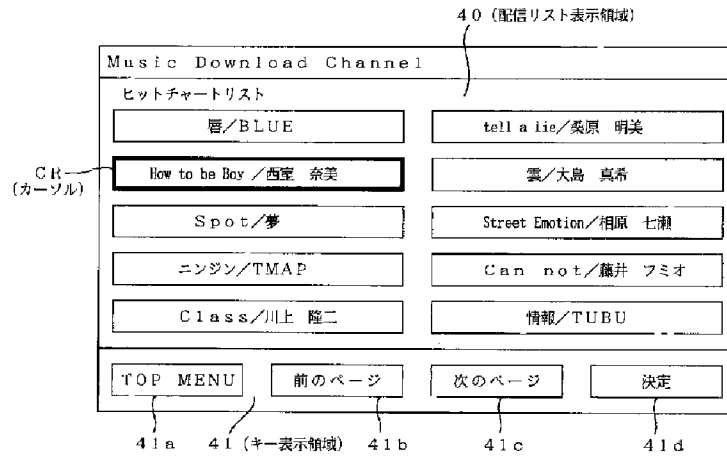 40 (配信リスト表示領域)
Music Download Channel
ヒットチャートリスト
唇/BLUE
tell a lie/桑原 明美
CR
(カーソル)
How to be Boy /西室 奈美
雲/大島 真希
Spot/夢
Street Emotion/相原 七瀬
ニンジン/TMAP
Can not/藤井 フミオ
Class/川上 隆二
情報/TUBU
TOP MENU
前のページ
次のページ
決定
41a
41 (キー表示領域)
41b
41c
41d